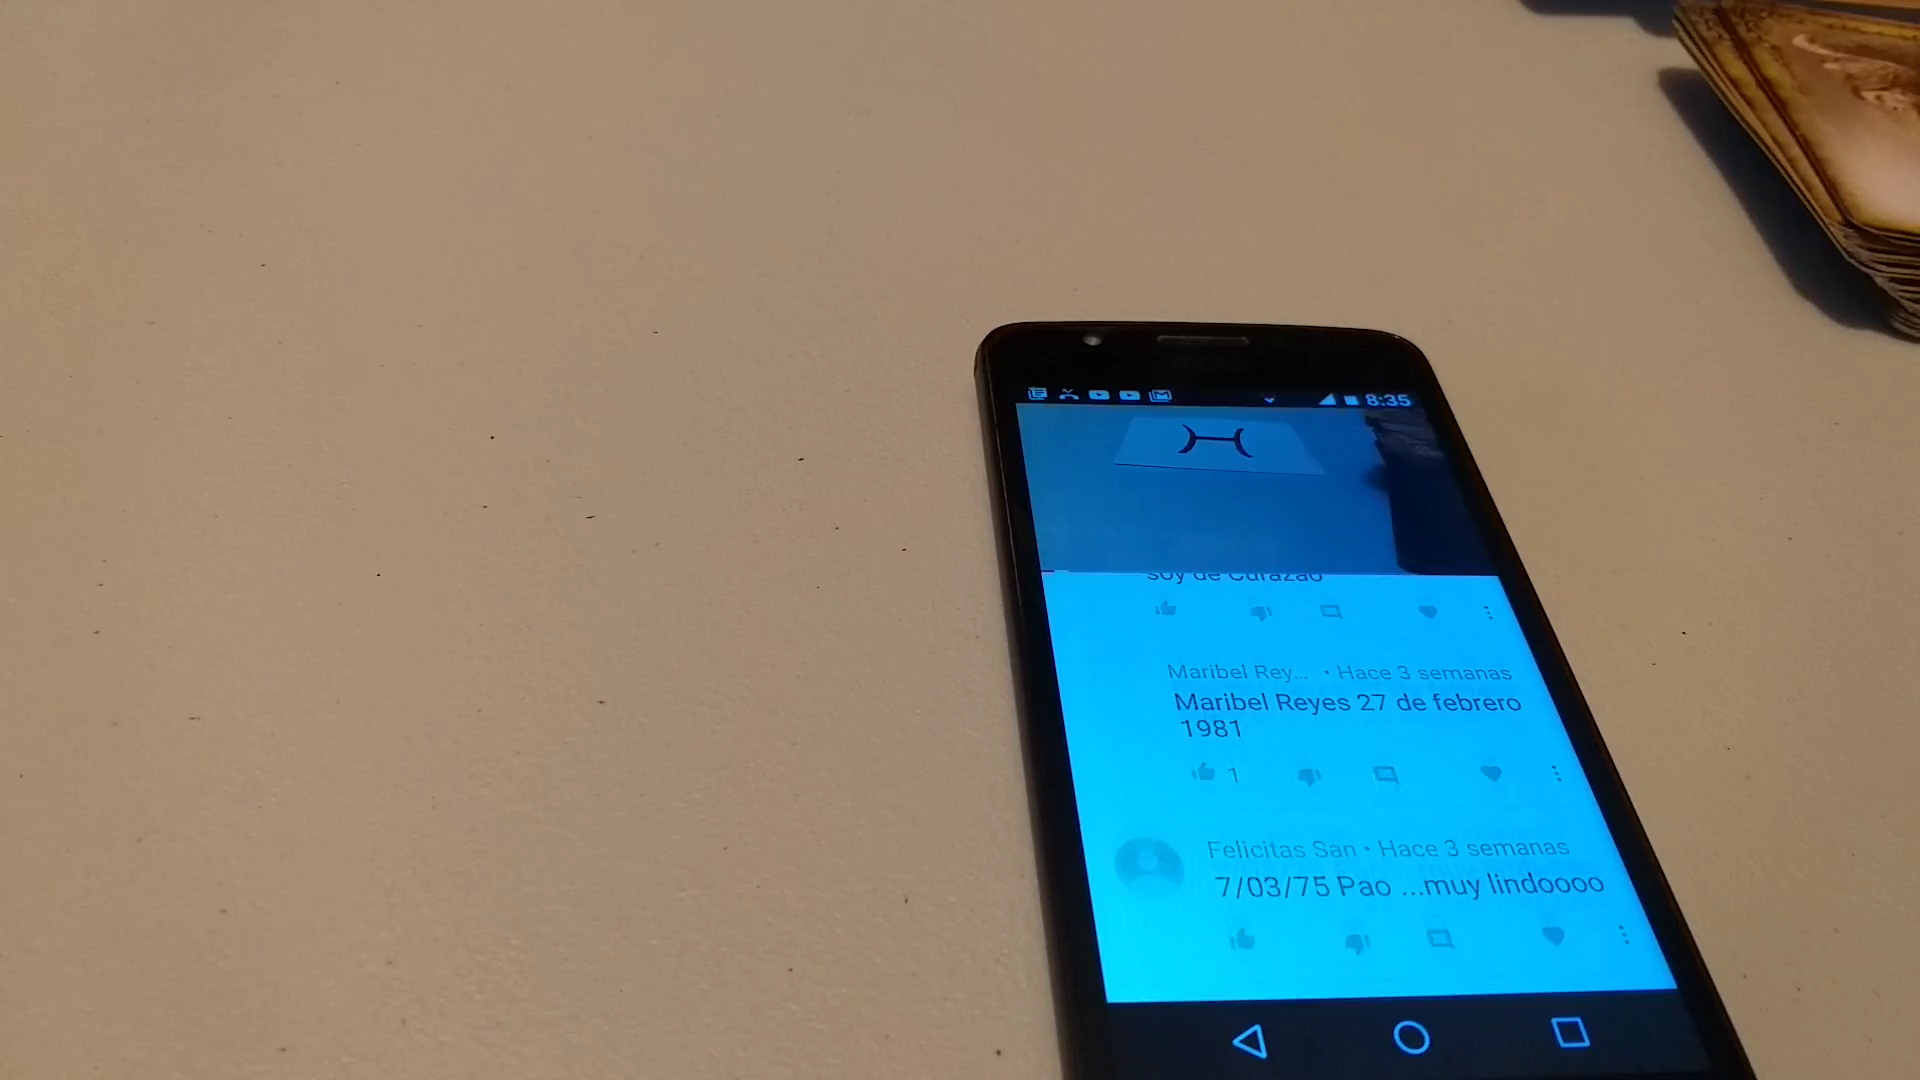 8:35
soy de Curazao
Maribel Rey... • Hace 3 semanas
Maribel Reyes 27 de febrero
1981
1
Felicitas San • Hace 3 semanas
7/03/75 Pao ...muy lindoooo